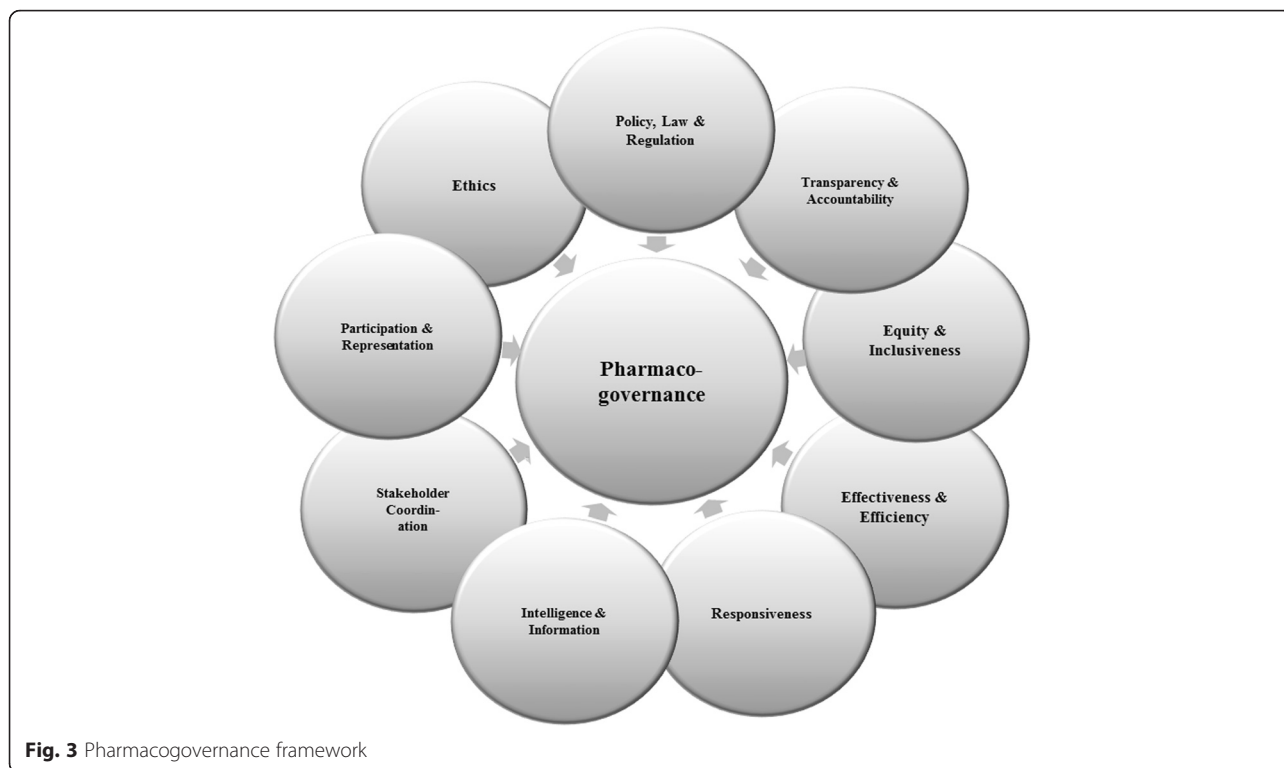 Policy, Law &
Regulation
Transparency &
Accountability
Equity &
Inclusiveness
Effectiveness &
Efficiency
Responsiveness
Intelligence &
Information
Stakeholder
Coordin-
ation
Participation &
Representation
Ethics
Pharmaco-
governance
Fig. 3 Pharmacogovernance framework